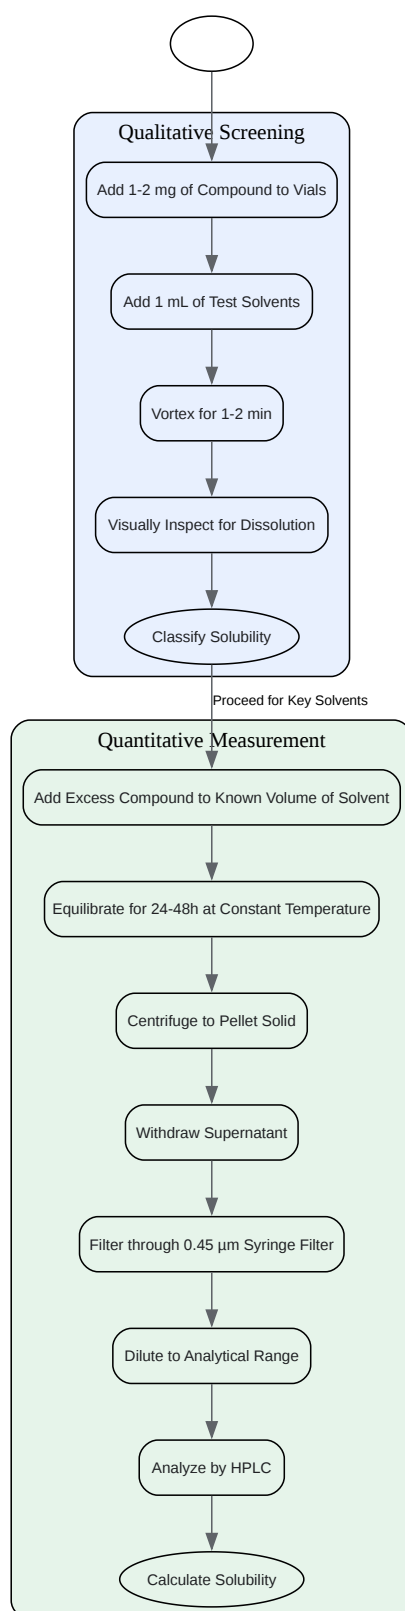 Qualitative Screening
Add 1-2 mg of Compound to Vials
Add 1 mL of Test Solvents
Vortex for 1-2 min
Visually Inspect for Dissolution
Classify Solubility
Proceed for Key Solvents
Quantitative Measurement
Add Excess Compound to Known Volume of Solvent
Equilibrate for 24-48h at Constant Temperature
Centrifuge to Pellet Solid
Withdraw Supernatant
Filter through 0.45 µm Syringe Filter
Dilute to Analytical Range
Analyze by HPLC
Calculate Solubility